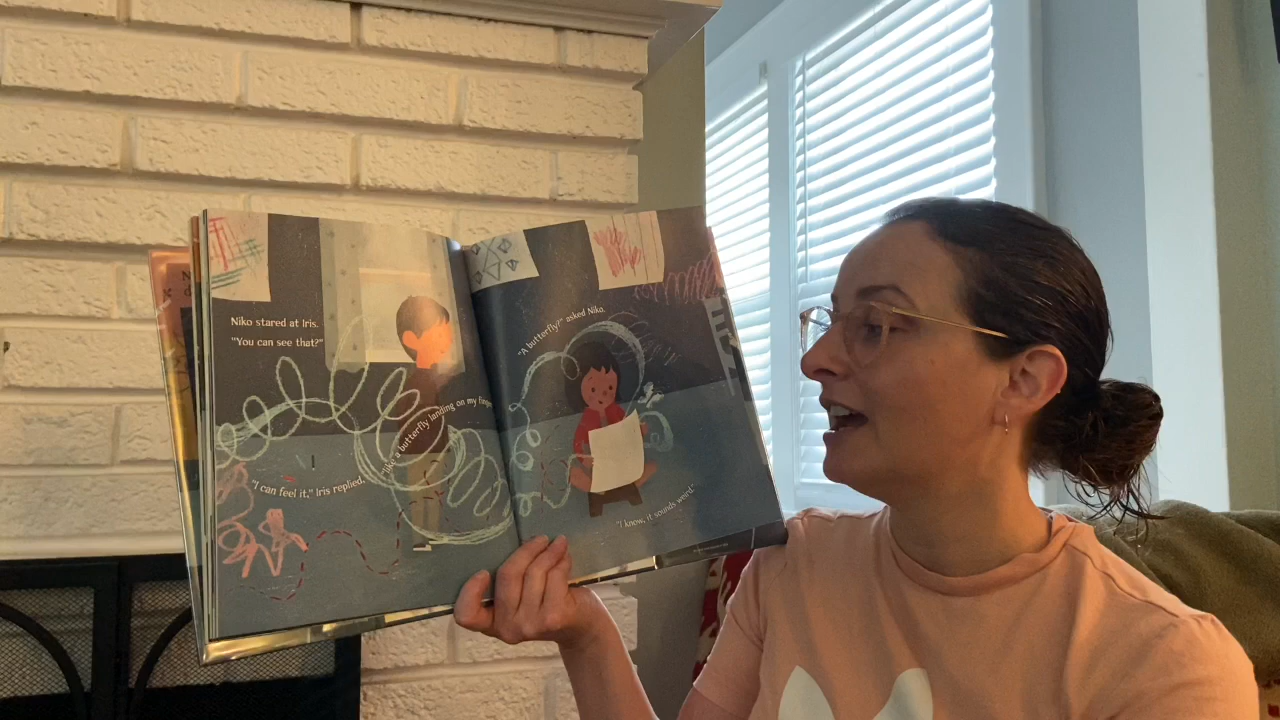 Niko stared at Iris.
"You can see that?"
"I can feel it," Iris replied,
"like a butterfly landing on my
"A butterfly?" asked Niko.
"I know, it sounds weird."